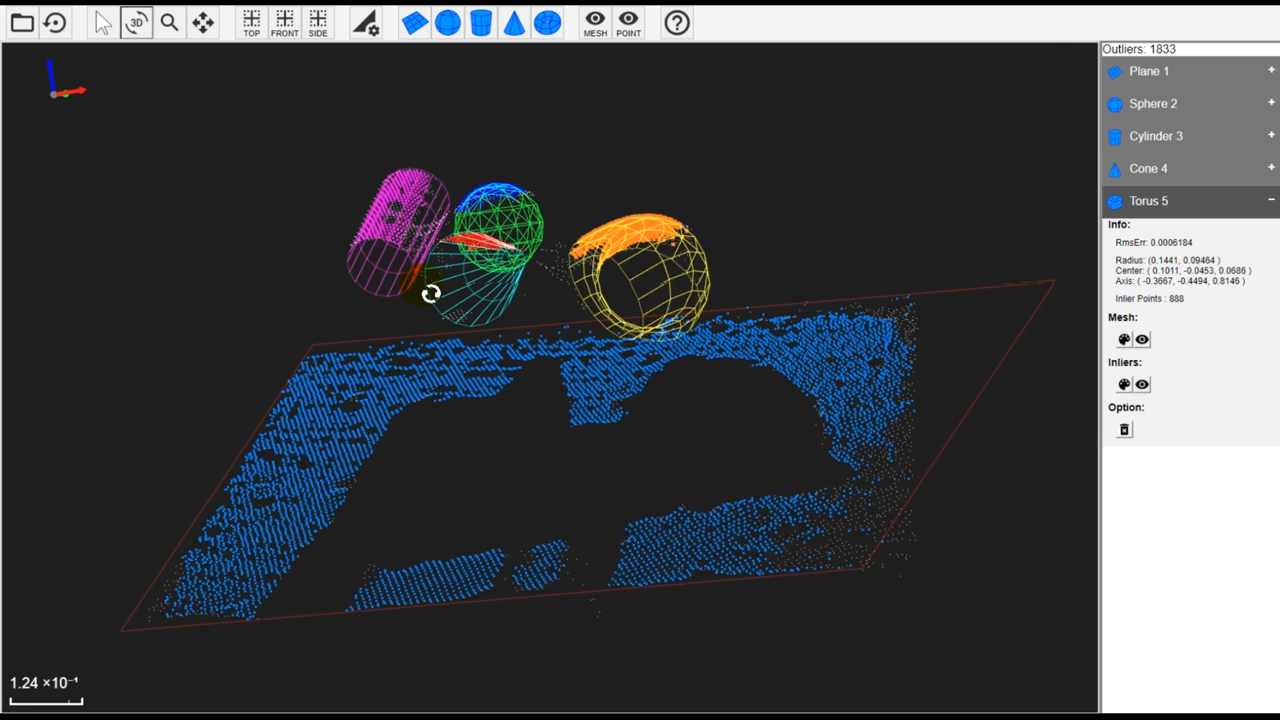 3D
TOP
FRONT
SIDE
MESH
POINT
Outliers: 1833
Plane 1
Sphere 2
Cylinder 3
Cone 4
Torus 5
Info:
RmsErr: 0.0006184
Radius: (0.1441, 0.09464 )
Center: ( 0.1011, -0.0453, 0.0686 )
Axis: ( -0.3667, -0.4494, 0.8146 )
Inlier Points : 888
Mesh:
Inliers:
Option:
1.24 ×10⁻¹